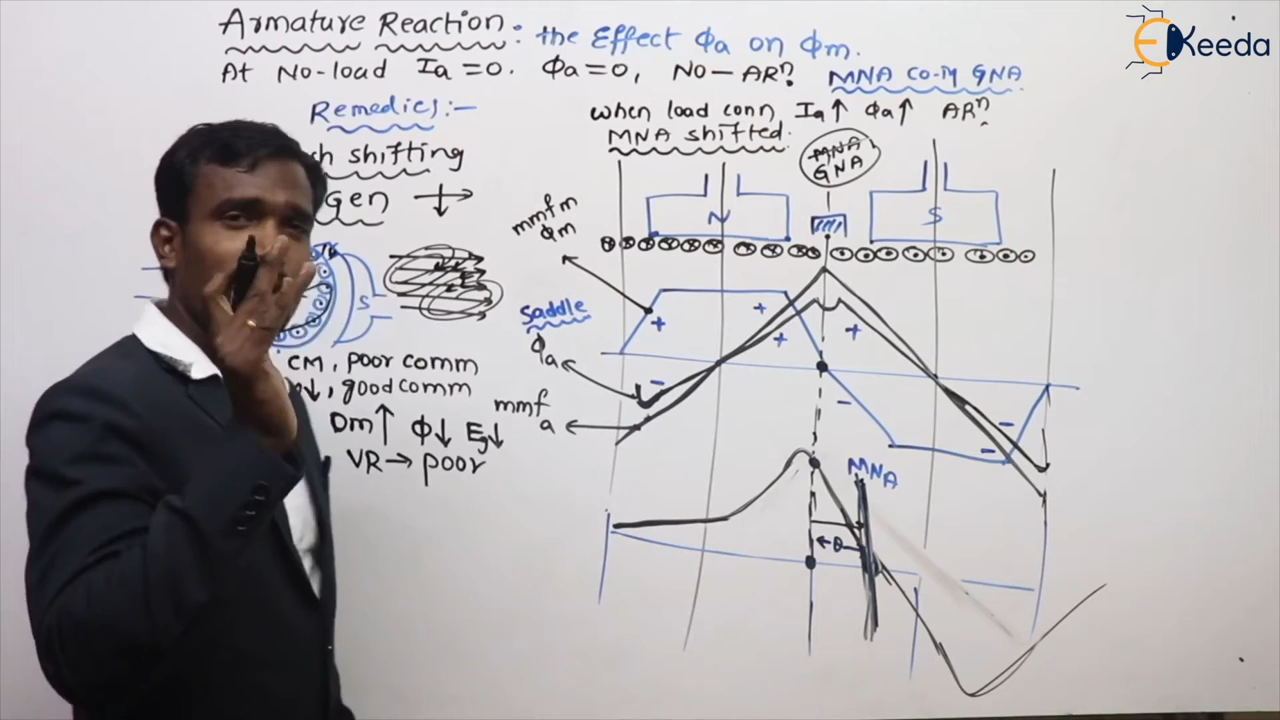 Armature Reaction : the Effect ϕa on ϕm.
EKeeda
At No-load Ia=0. ϕa=0, No-ARn. MNA CO-In GNA
Remedies:-
when load conn Ia↑ ϕa↑ ARn.
MNA shifted.
sh shifting
MNA
GNA
gen
mmfm
ϕm
N
S
S
Saddle
ϕa
mmf
a
CM, poor comm
↓, good comm
Dm↑ ϕ↓ Eg↓
VR→poor
+ + + +
- - - -
MNA
←θ